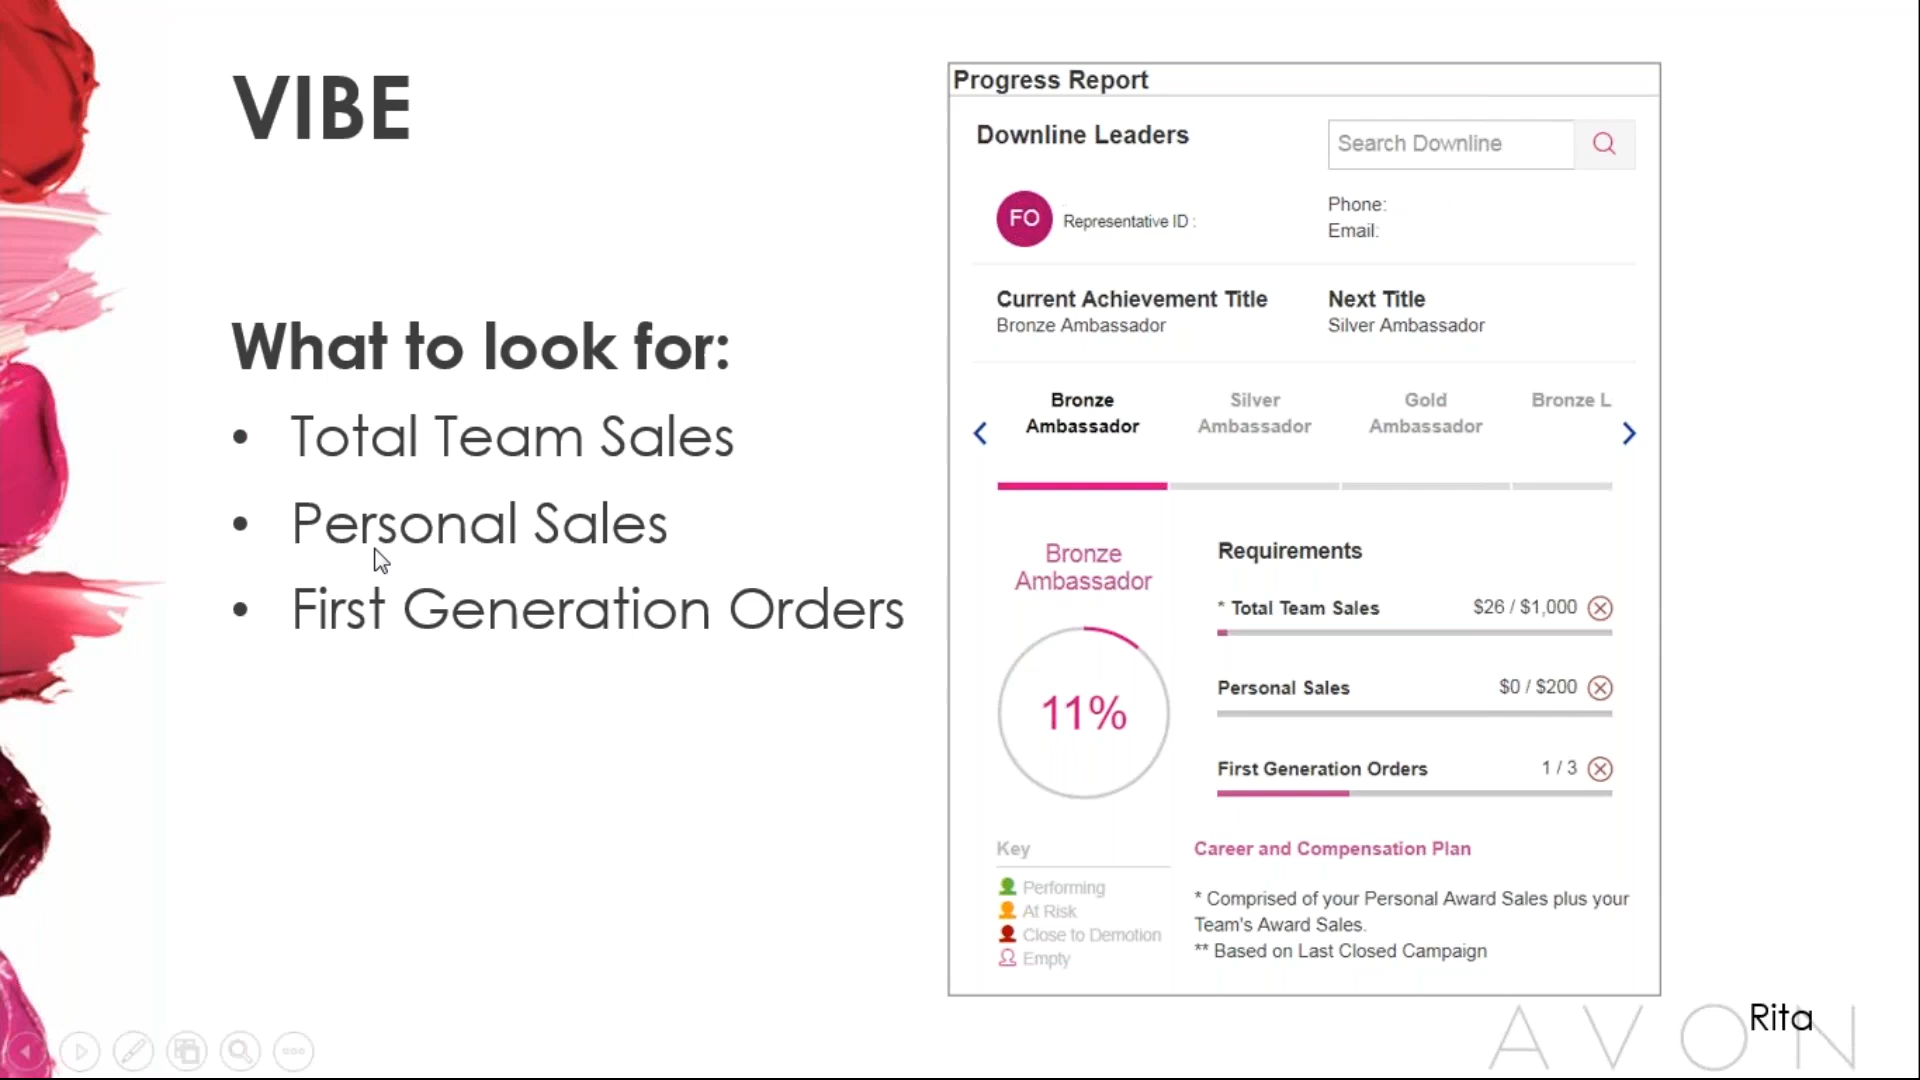 VIBE
What to look for:
• Total Team Sales
• Personal Sales
• First Generation Orders
Progress Report
Downline Leaders
Search Downline
FO
Representative ID :
Phone:
Email:
Current Achievement Title
Bronze Ambassador
Next Title
Silver Ambassador
Bronze
Ambassador
Silver
Ambassador
Gold
Ambassador
Bronze L
Bronze
Ambassador
11%
Requirements
* Total Team Sales $26 / $1,000
Personal Sales $0 / $200
First Generation Orders 1 / 3
Key
Performing
At Risk
Close to Demotion
Empty
Career and Compensation Plan
* Comprised of your Personal Award Sales plus your
Team's Award Sales.
** Based on Last Closed Campaign
AVON
Rita